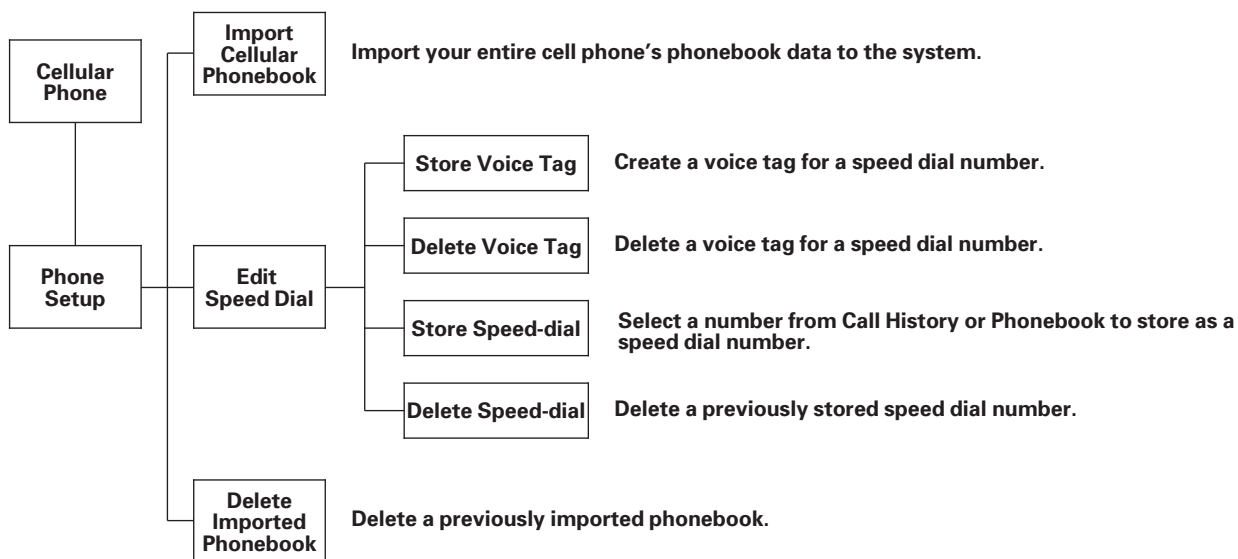 Cellular
Phone
Import
Cellular
Phonebook
Import your entire cell phone's phonebook data to the system.
Phone
Setup
Edit
Speed Dial
Store Voice Tag
Create a voice tag for a speed dial number.
Delete Voice Tag
Delete a voice tag for a speed dial number.
Store Speed-dial
Select a number from Call History or Phonebook to store as a
speed dial number.
Delete Speed-dial
Delete a previously stored speed dial number.
Delete
Imported
Phonebook
Delete a previously imported phonebook.